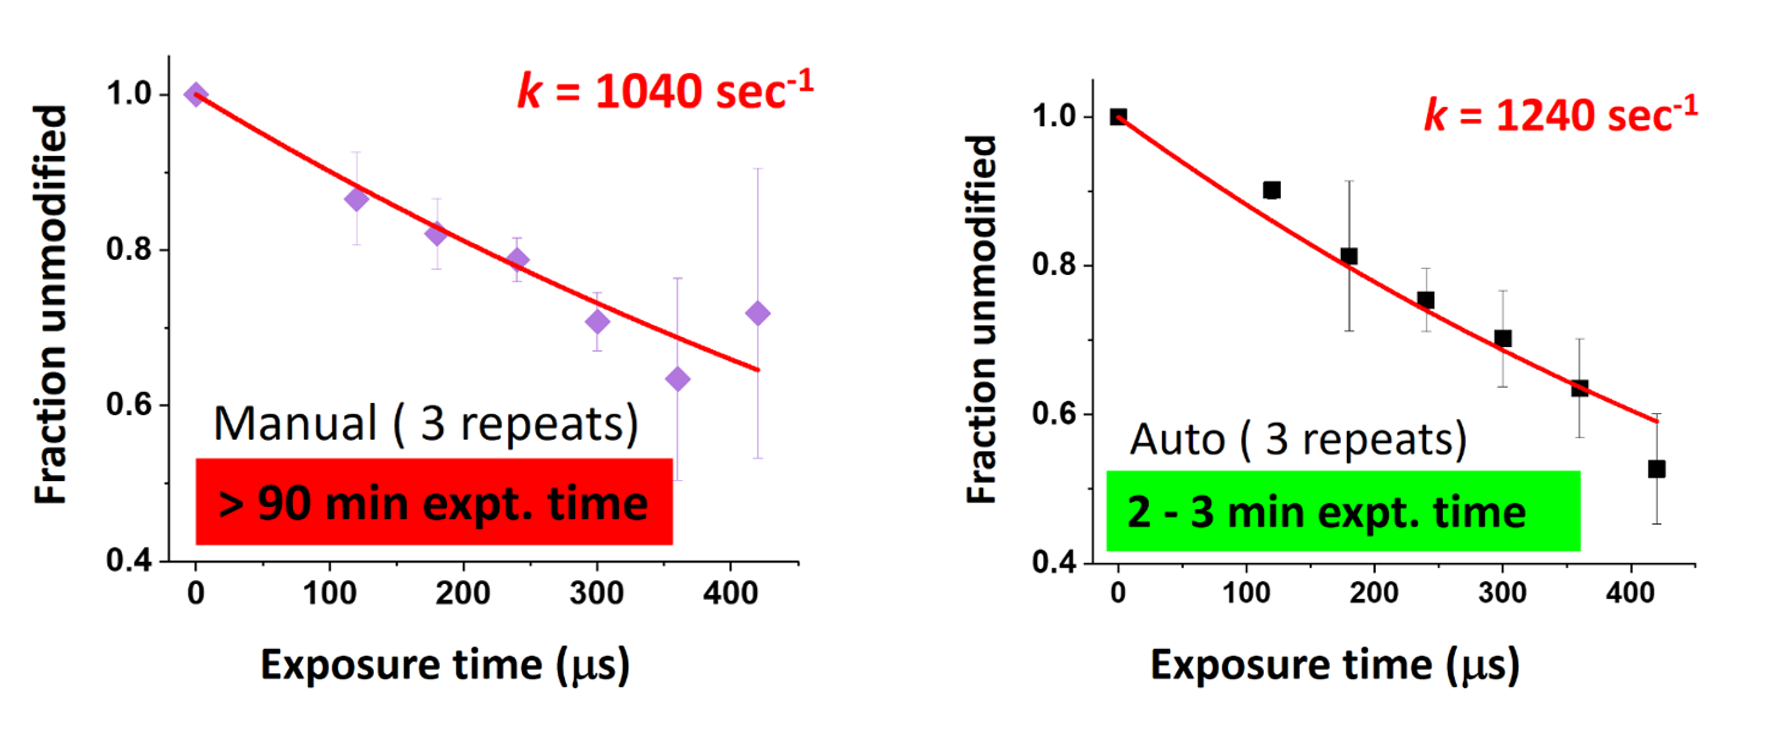 k = 1040 sec-1
Fraction unmodified
1.0
0.8
0.6
0.4
Manual ( 3 repeats)
> 90 min expt. time
0 100 200 300 400
Exposure time (μs)
k = 1240 sec-1
Fraction unmodified
1.0
0.8
0.6
0.4
Auto ( 3 repeats)
2 - 3 min expt. time
0 100 200 300 400
Exposure time (μs)